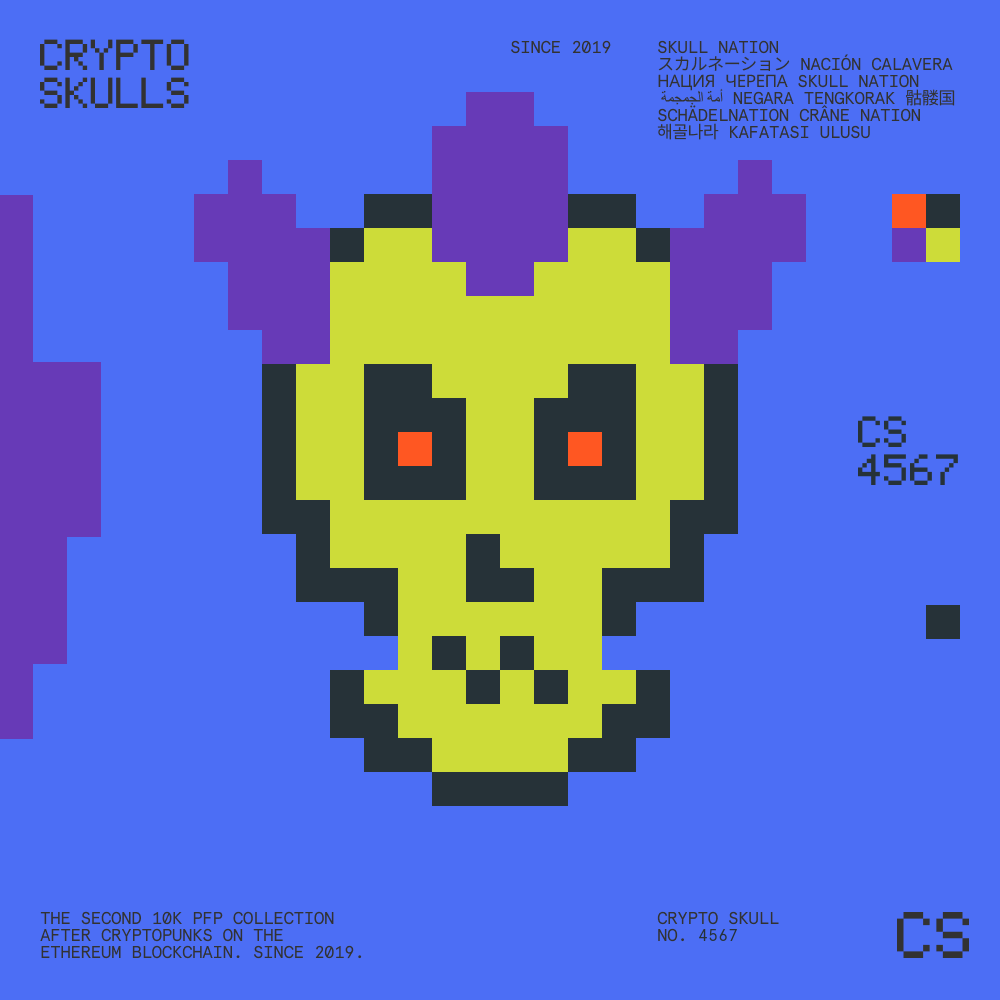 CRYPTO
SKULLS
SINCE 2019
SKULL NATION
スカルネーション NACIÓN CALAVERA
НАЦИЯ ЧЕРЕПА SKULL NATION
أمة الجمجمة NEGARA TENGKORAK 骷髅国
SCHÄDELNATION CRÂNE NATION
해골나라 KAFATASI ULUSU
CS
4567
THE SECOND 10K PFP COLLECTION
AFTER CRYPTOPUNKS ON THE
ETHEREUM BLOCKCHAIN. SINCE 2019.
CRYPTO SKULL
NO. 4567
CS